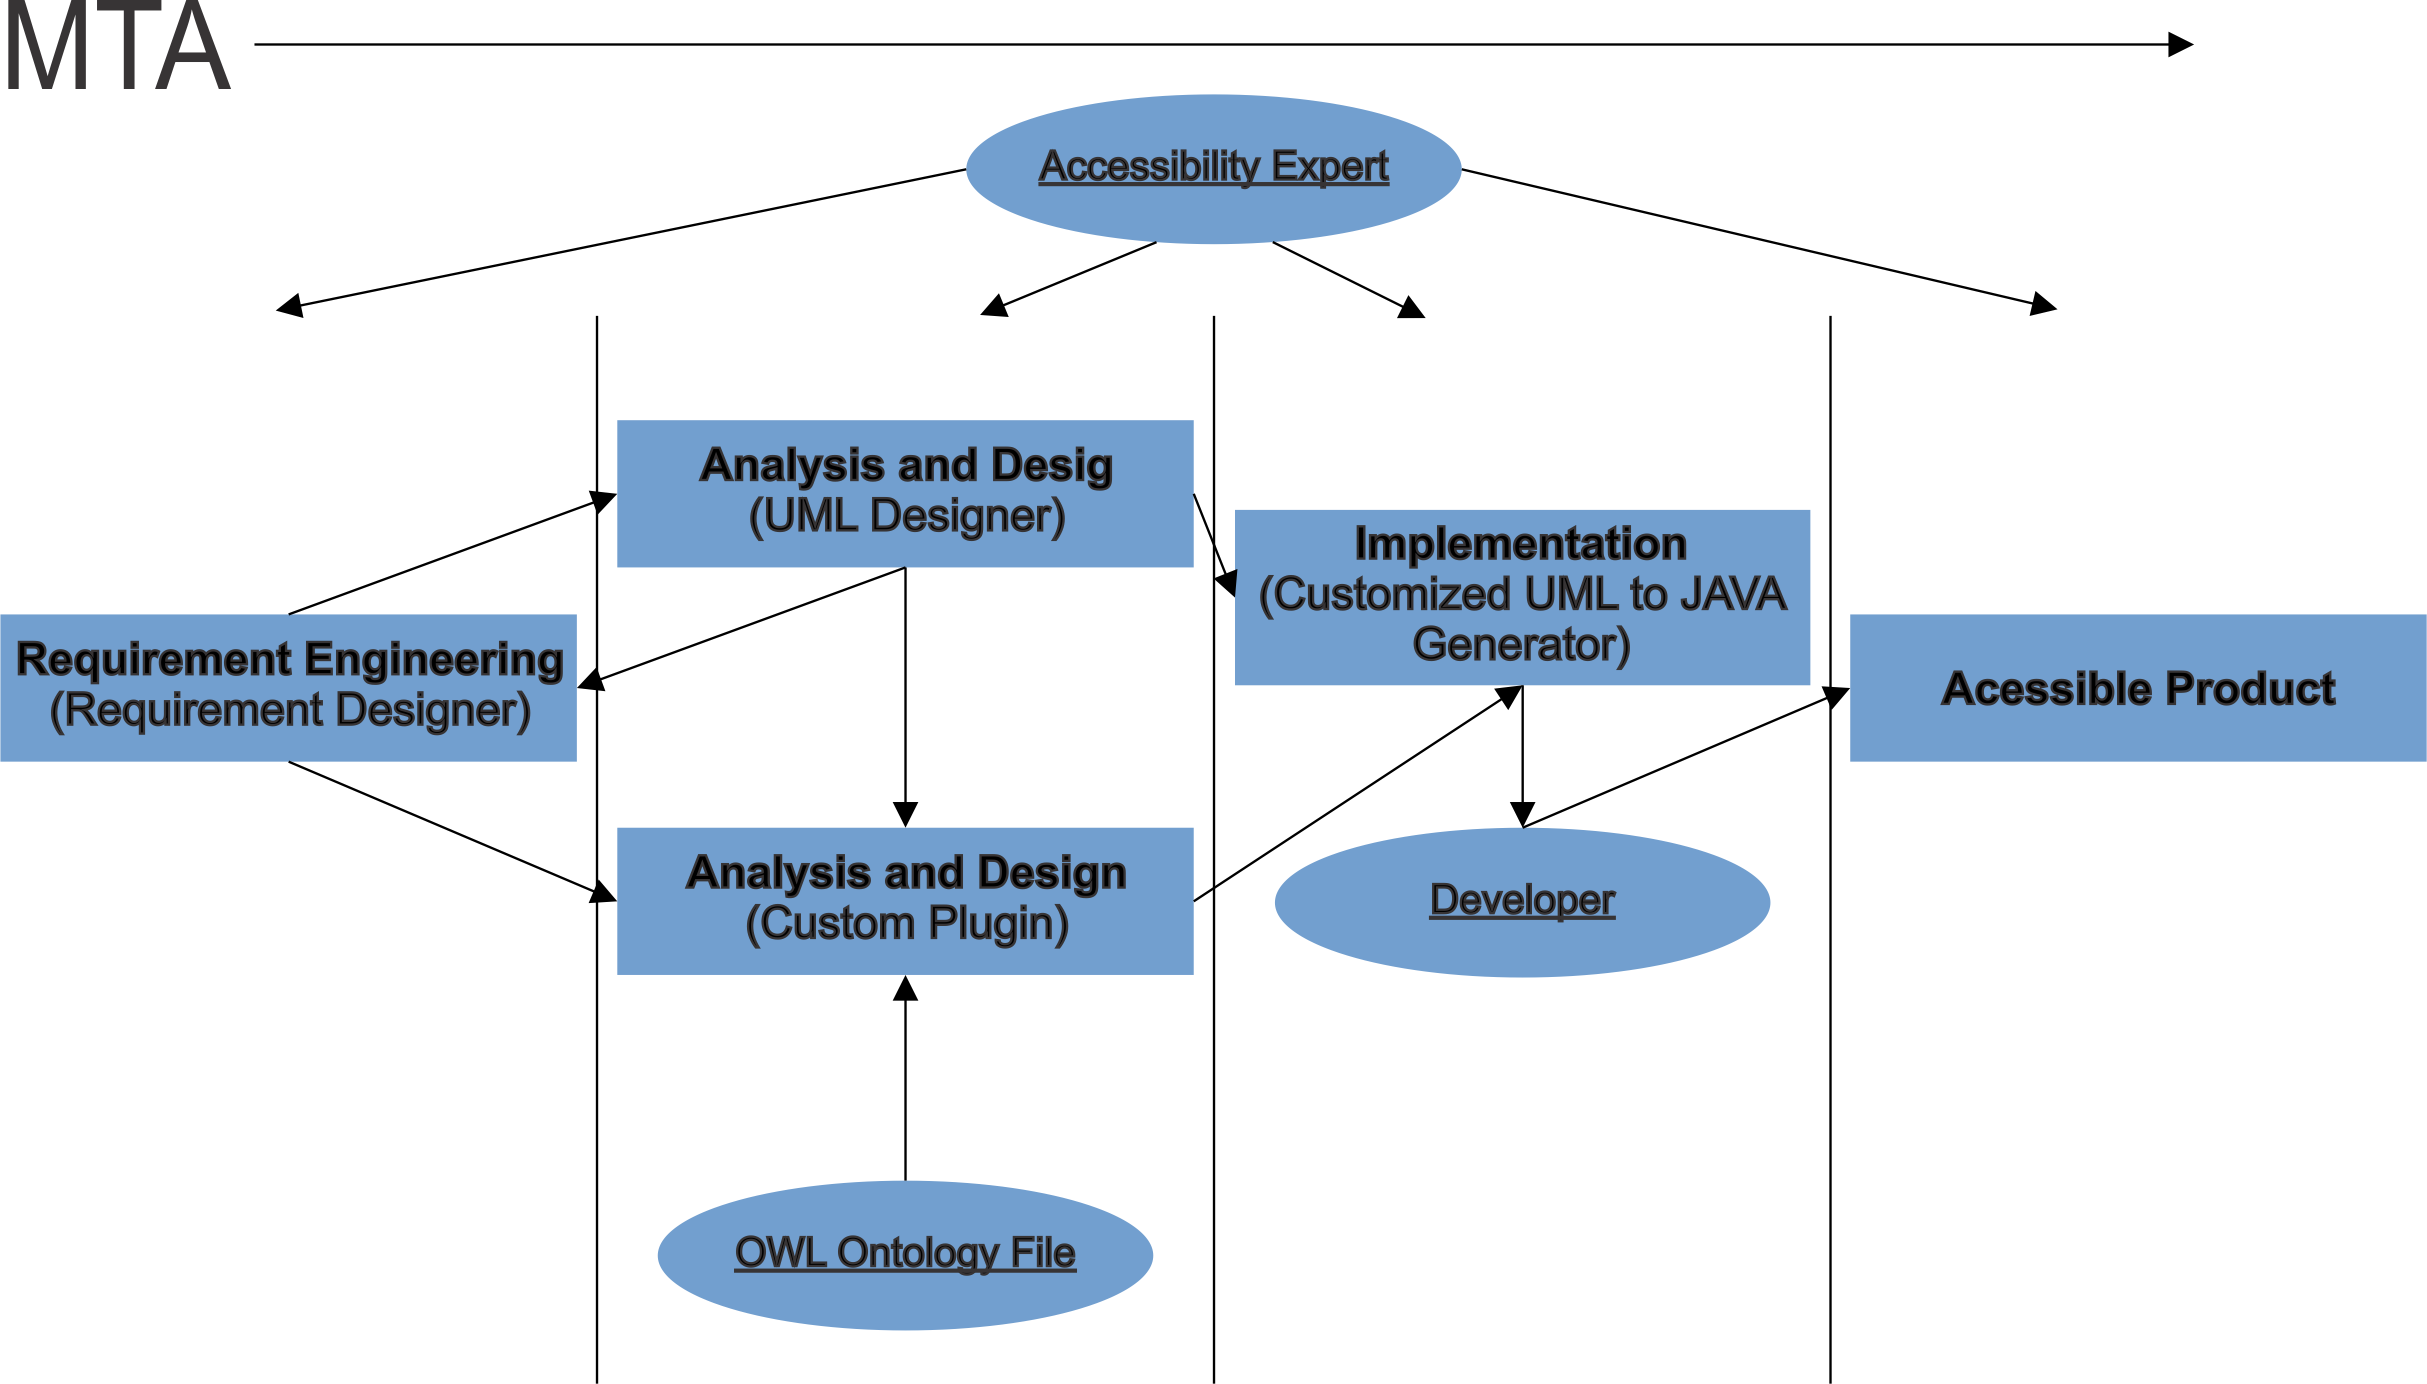 MTA
Accessibility Expert
Analysis and Desig
(UML Designer)
Implementation
(Customized UML to JAVA
Generator)
Requirement Engineering
(Requirement Designer)
Acessible Product
Analysis and Design
(Custom Plugin)
Developer
OWL Ontology File